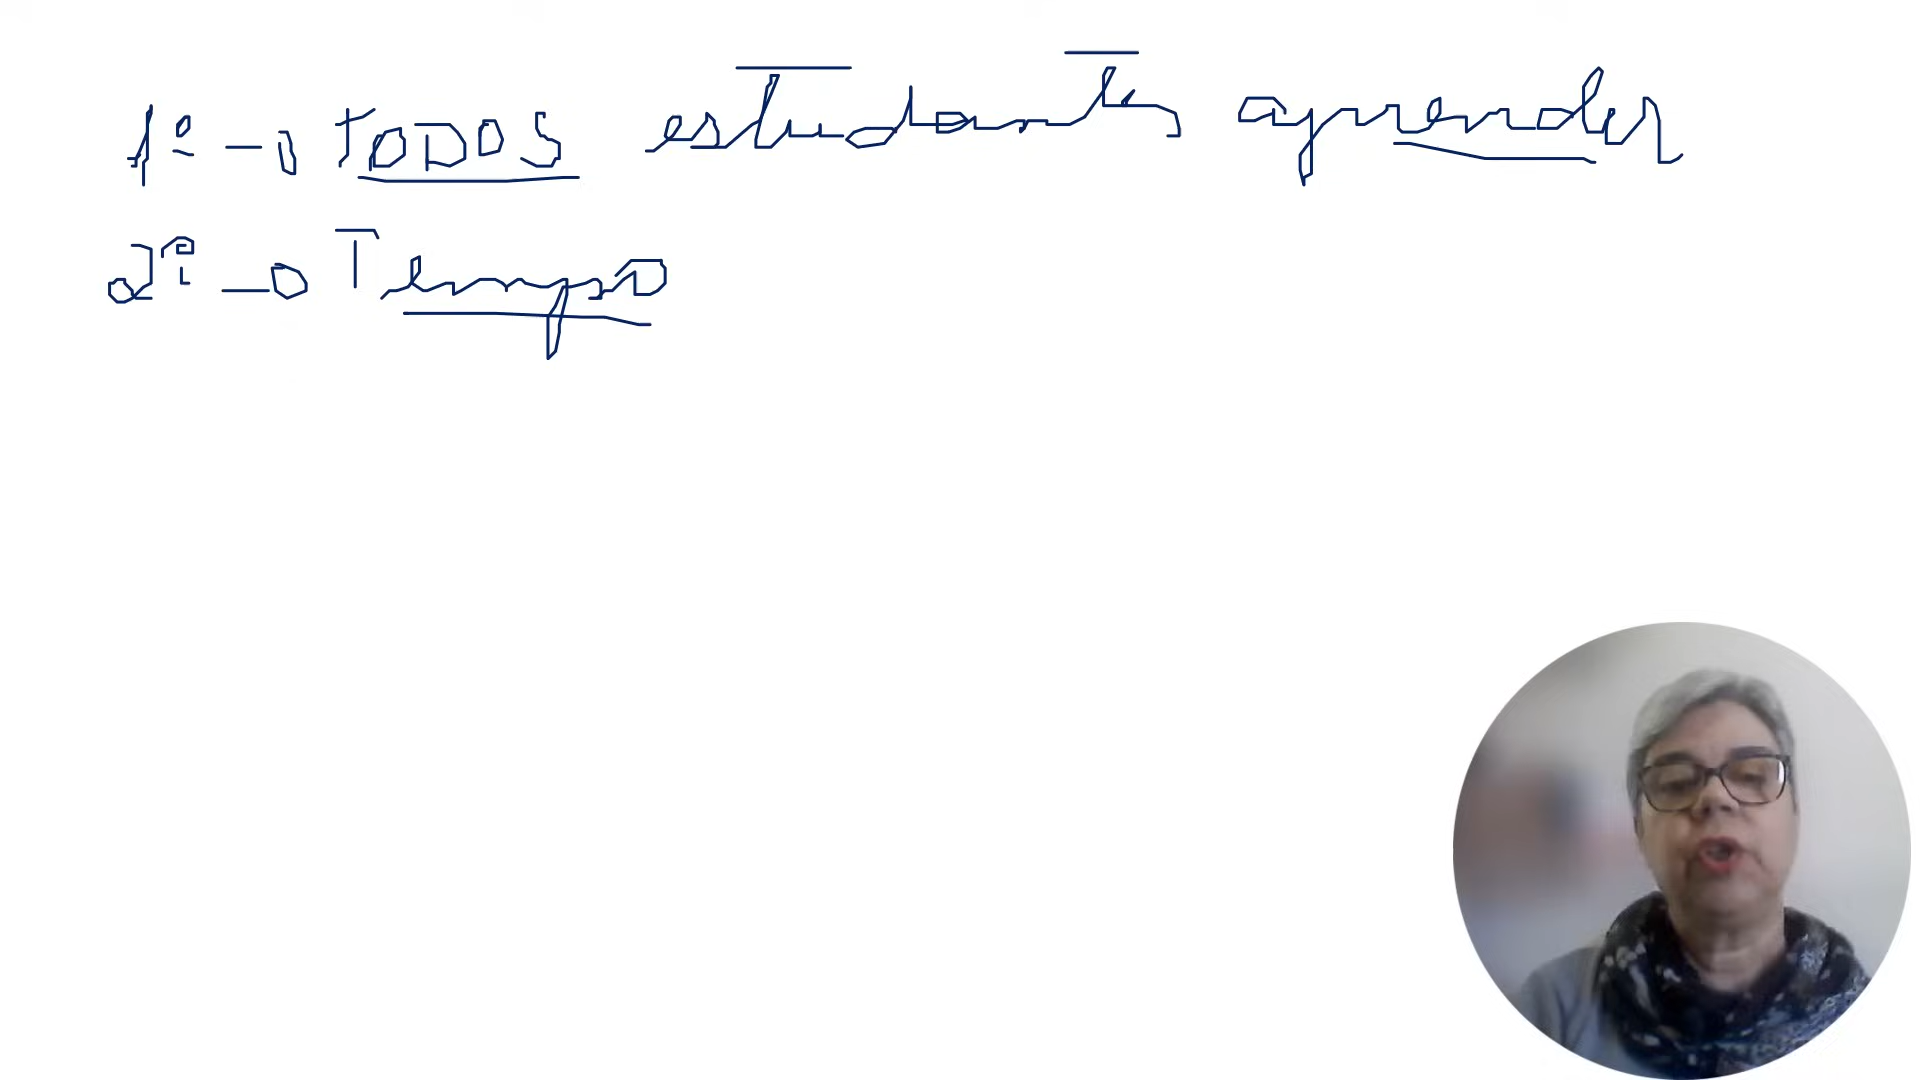 1º → TODOS estudantes aprender
2º → Tempo